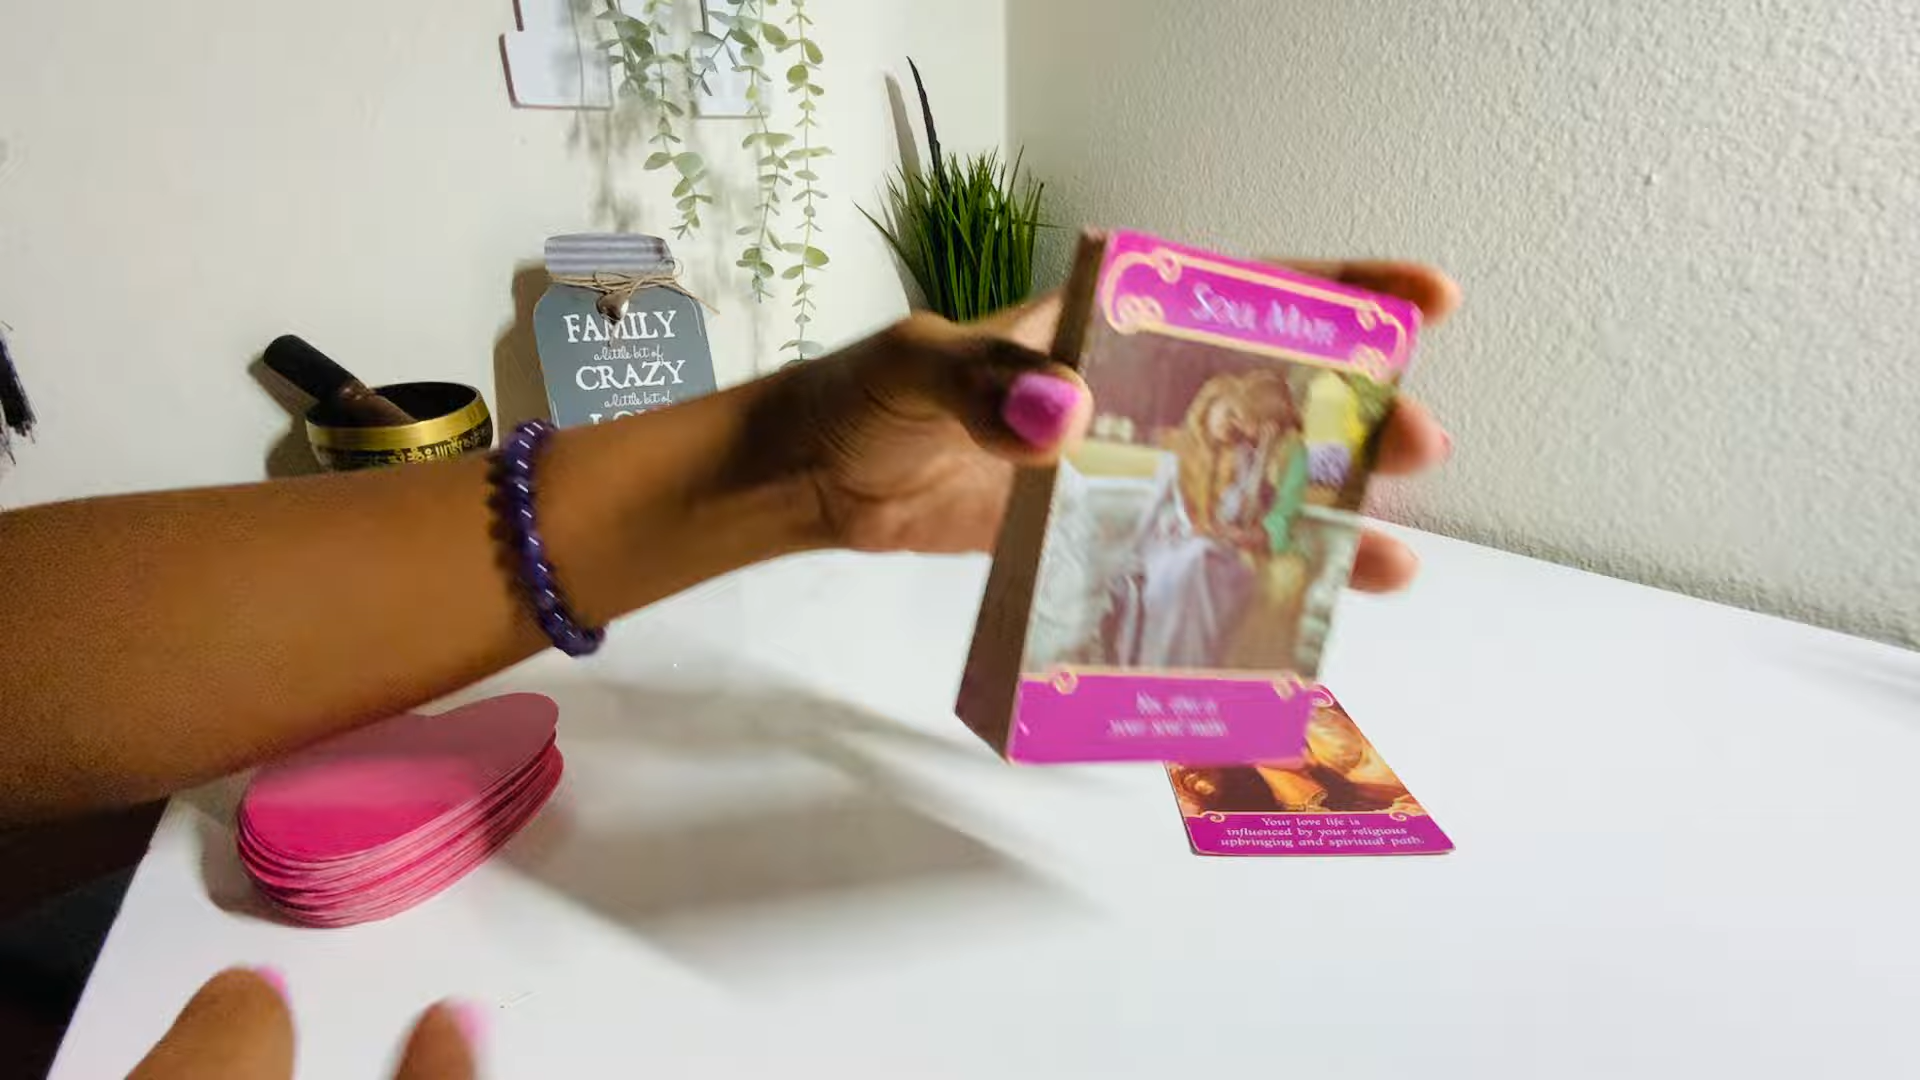 FAMILY
a little bit of
CRAZY
a little bit of
Soul Mate
Your love life is
influenced by your religious
upbringing and spiritual path.